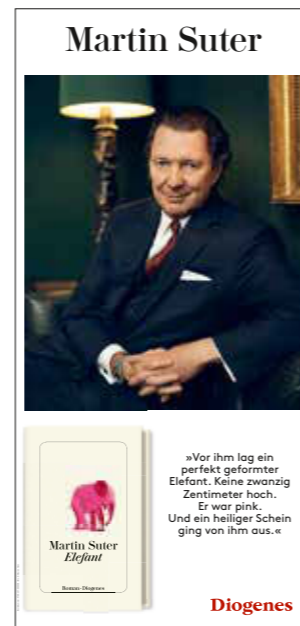 Martin Suter
Martin Suter
Elefant
Roman · Diogenes
»Vor ihm lag ein
perfekt geformter
Elefant. Keine zwanzig
Zentimeter hoch.
Er war pink.
Und ein heiliger Schein
ging von ihm aus.«
Diogenes